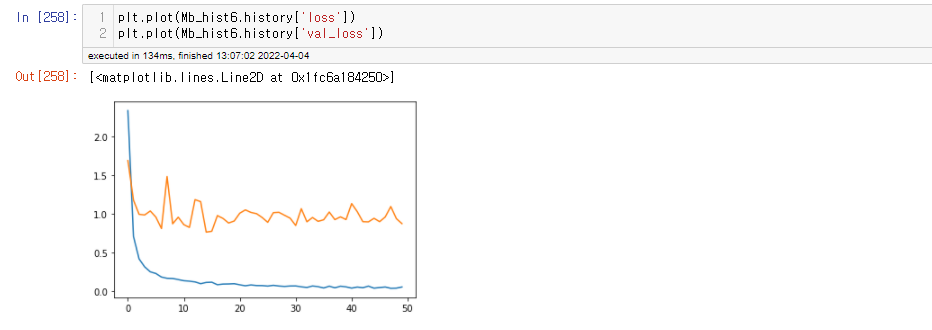 In [258]:
1 plt.plot(Mb_hist6.history['loss'])
2 plt.plot(Mb_hist6.history['val_loss'])
executed in 134ms, finished 13:07:02 2022-04-04
Out[258]: [<matplotlib.lines.Line2D at 0x1fc6a184250>]
2.0
1.5
1.0
0.5
0.0
0 10 20 30 40 50